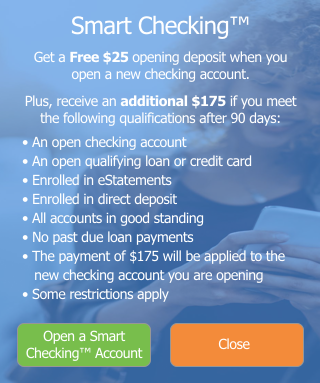 Smart Checking™
Get a Free $25 opening deposit when you
open a new checking account.
Plus, receive an additional $175 if you meet
the following qualifications after 90 days:
• An open checking account
• An open qualifying loan or credit card
• Enrolled in eStatements
• Enrolled in direct deposit
• All accounts in good standing
• No past due loan payments
• The payment of $175 will be applied to the
new checking account you are opening
• Some restrictions apply
Open a Smart
Checking™ Account
Close